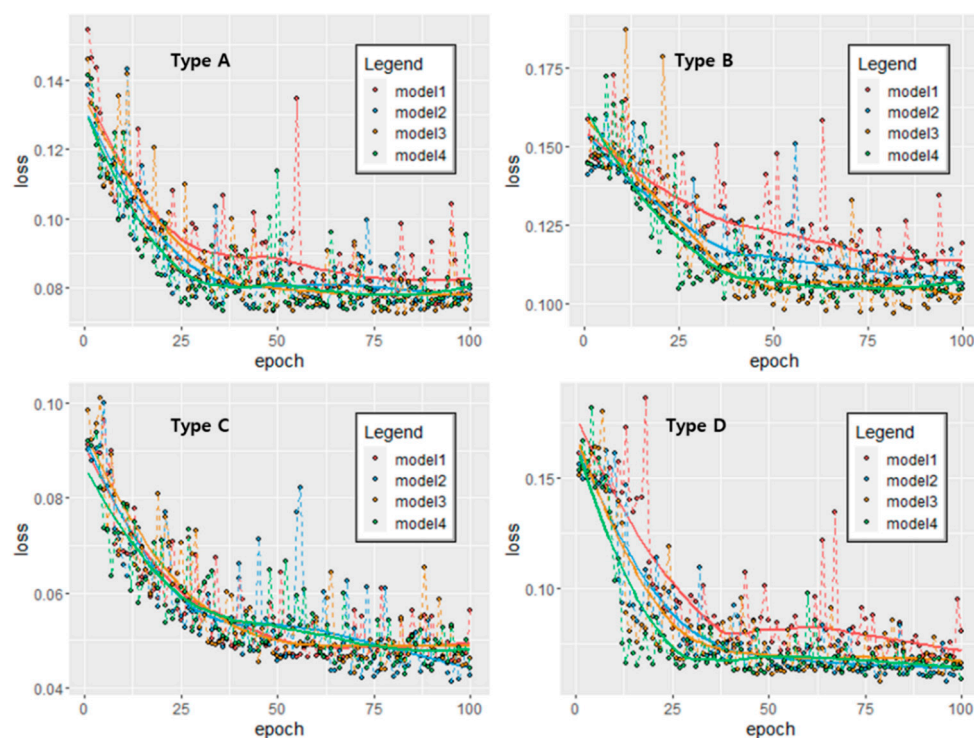 Type A
Legend
model1
model2
model3
model4
0.14
0.12
0.10
0.08
loss
0
25
50
75
100
epoch
Type B
Legend
model1
model2
model3
model4
0.175
0.150
0.125
0.100
loss
0
25
50
75
100
epoch
Type C
Legend
model1
model2
model3
model4
0.10
0.08
0.06
0.04
loss
0
25
50
75
100
epoch
Type D
Legend
model1
model2
model3
model4
0.15
0.10
loss
0
25
50
75
100
epoch